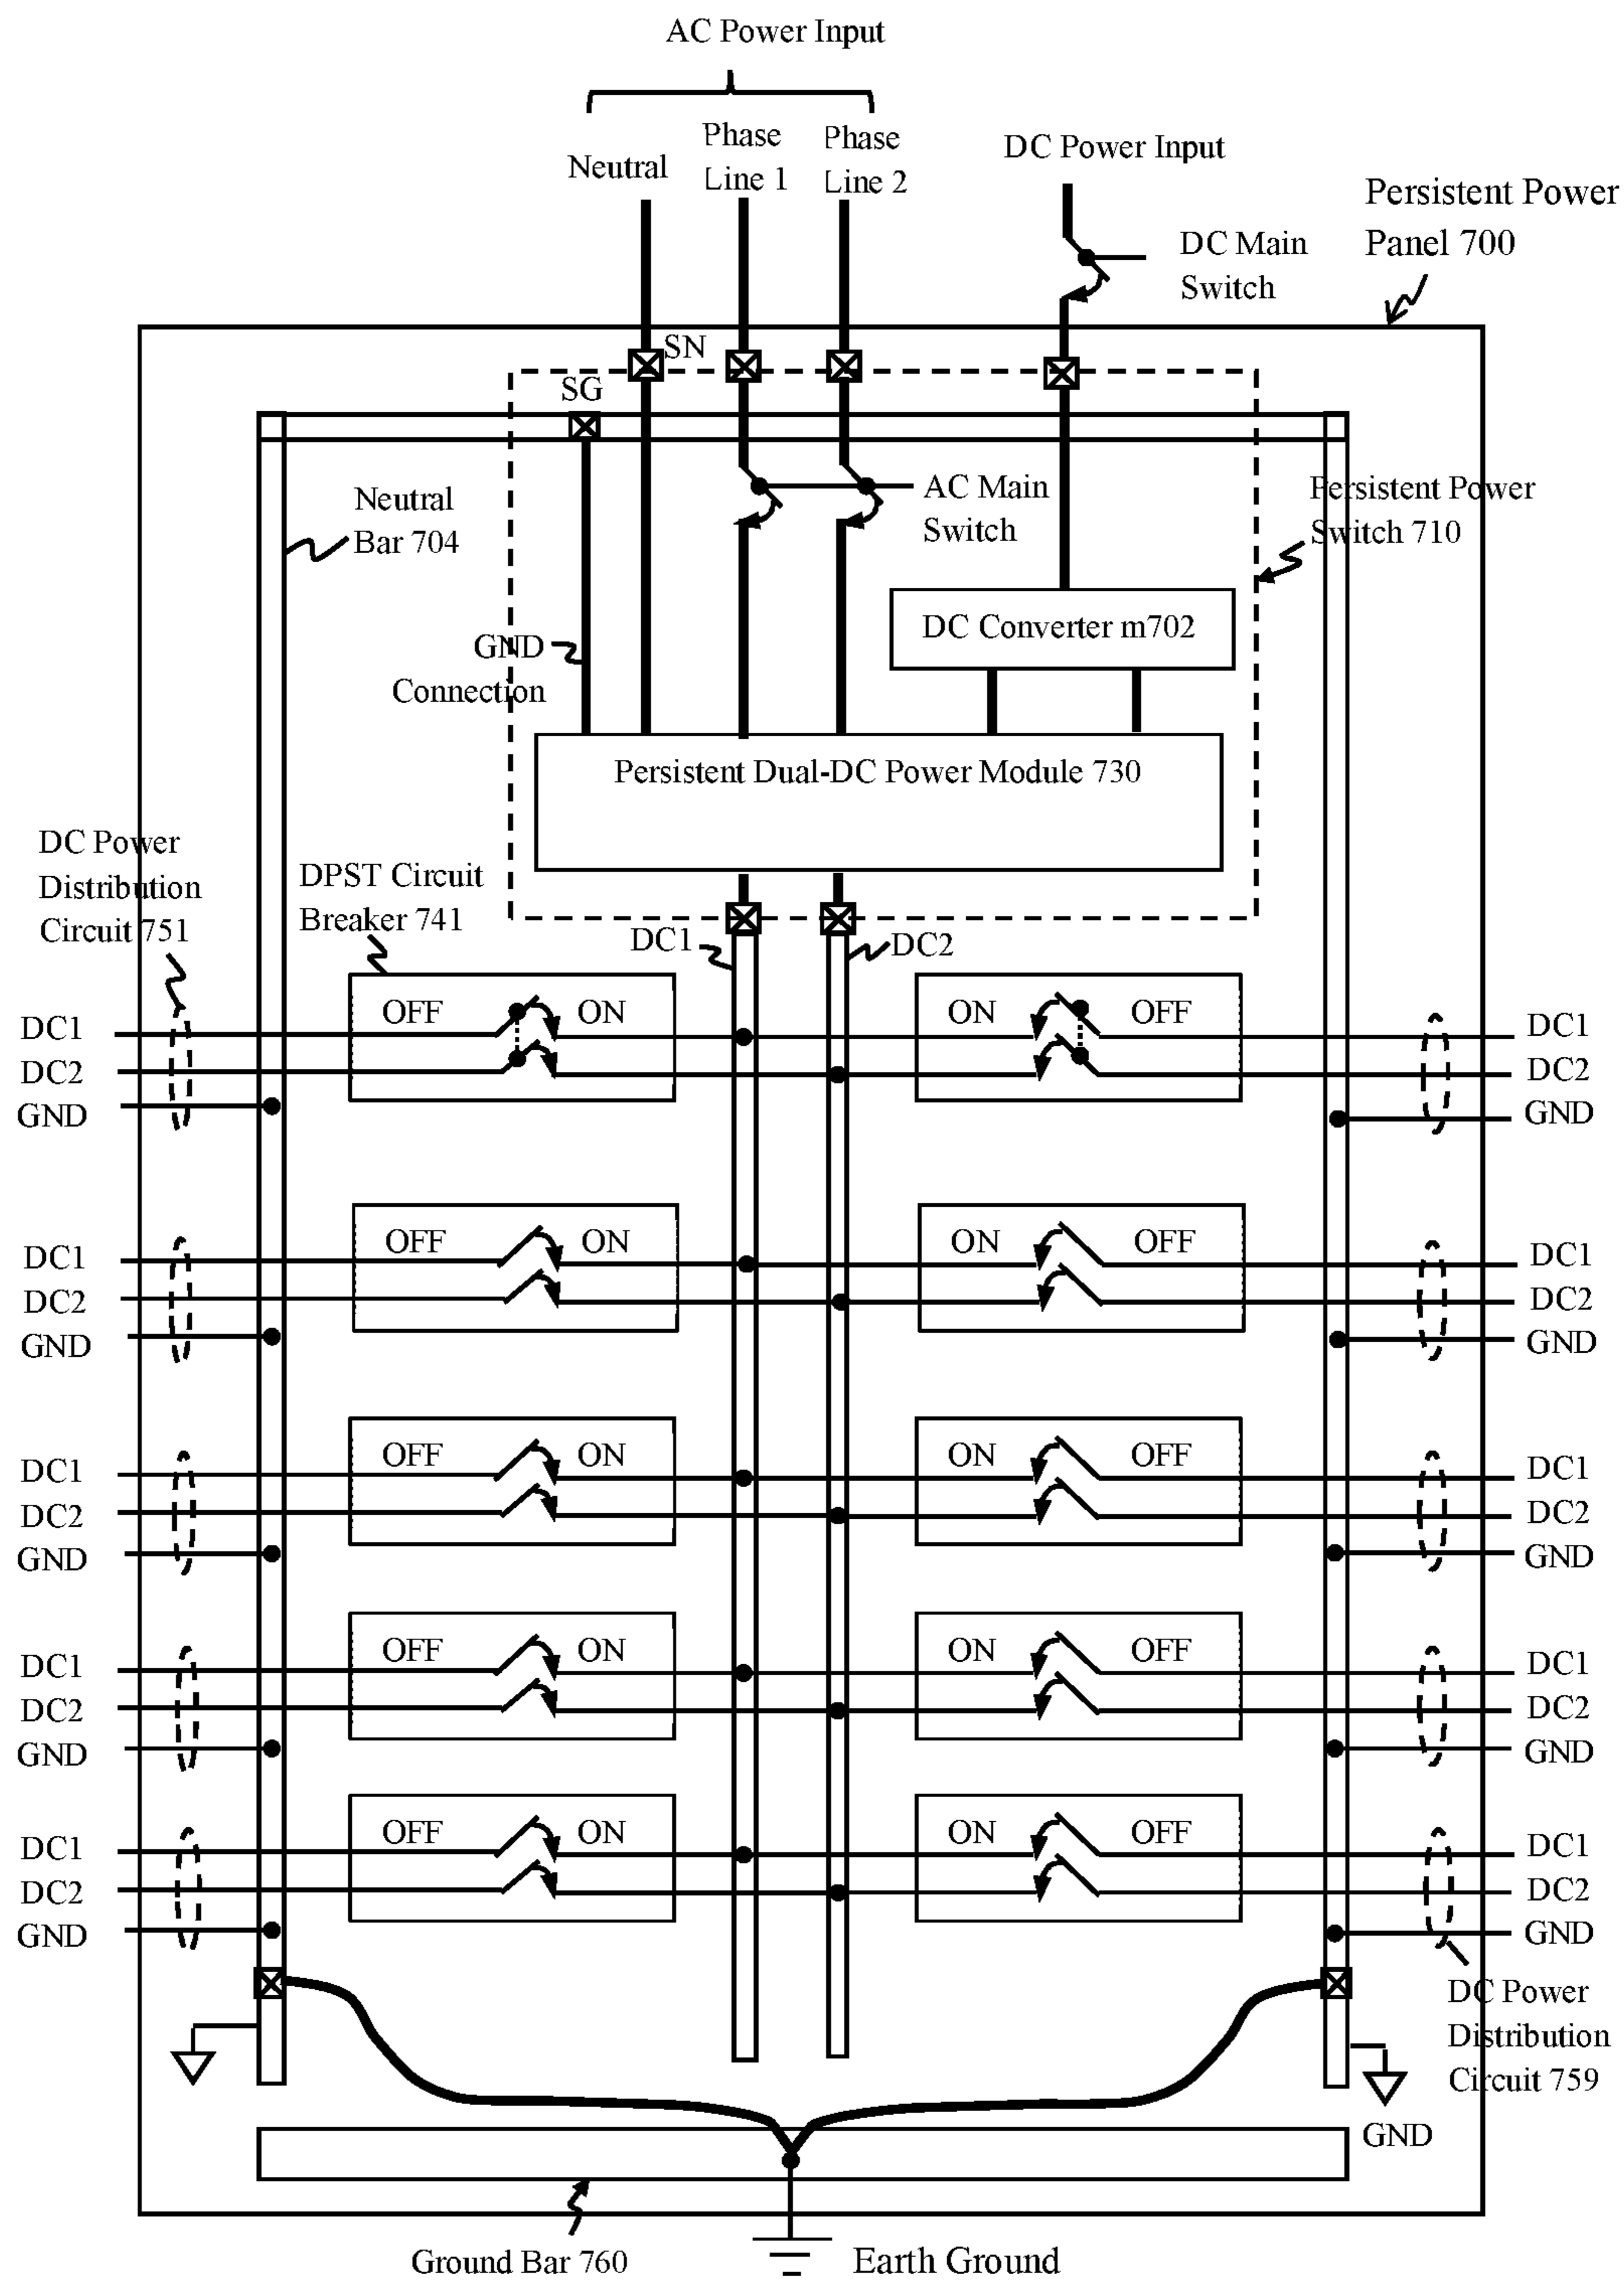 AC Power Input
Neutral
Phase
Line 1
Phase
Line 2
DC Power Input
DC Main
Switch
Persistent Power
Panel 700
SN
SG
Neutral
Bar 704
AC Main
Switch
Persistent Power
Switch 710
GND
Connection
DC Converter m702
Persistent Dual-DC Power Module 730
DC Power
Distribution
Circuit 751
DPST Circuit
Breaker 741
DC1
DC2
DC1
DC2
GND
OFF
ON
ON
OFF
DC1
DC2
GND
DC1
DC2
GND
OFF
ON
ON
OFF
DC1
DC2
GND
DC1
DC2
GND
OFF
ON
ON
OFF
DC1
DC2
GND
DC1
DC2
GND
OFF
ON
ON
OFF
DC1
DC2
GND
DC1
DC2
GND
OFF
ON
ON
OFF
DC1
DC2
GND
DC Power
Distribution
Circuit 759
GND
Ground Bar 760
Earth Ground